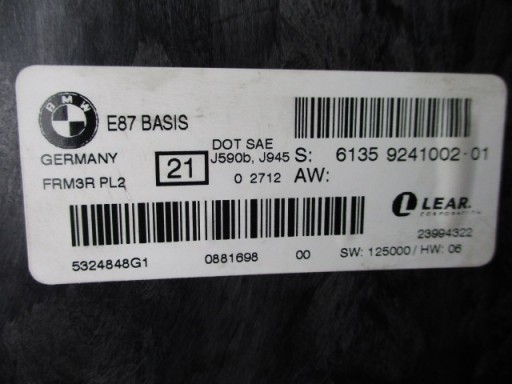 BMW
E87 BASIS
GERMANY
FRM3R PL2
21
DOT SAE
J590b, J945
0 2712
S: 6135 9241002-01
AW:
LEAR.
CORPORATION
23994322
5324848G1 0881698 00 SW: 125000 / HW: 06